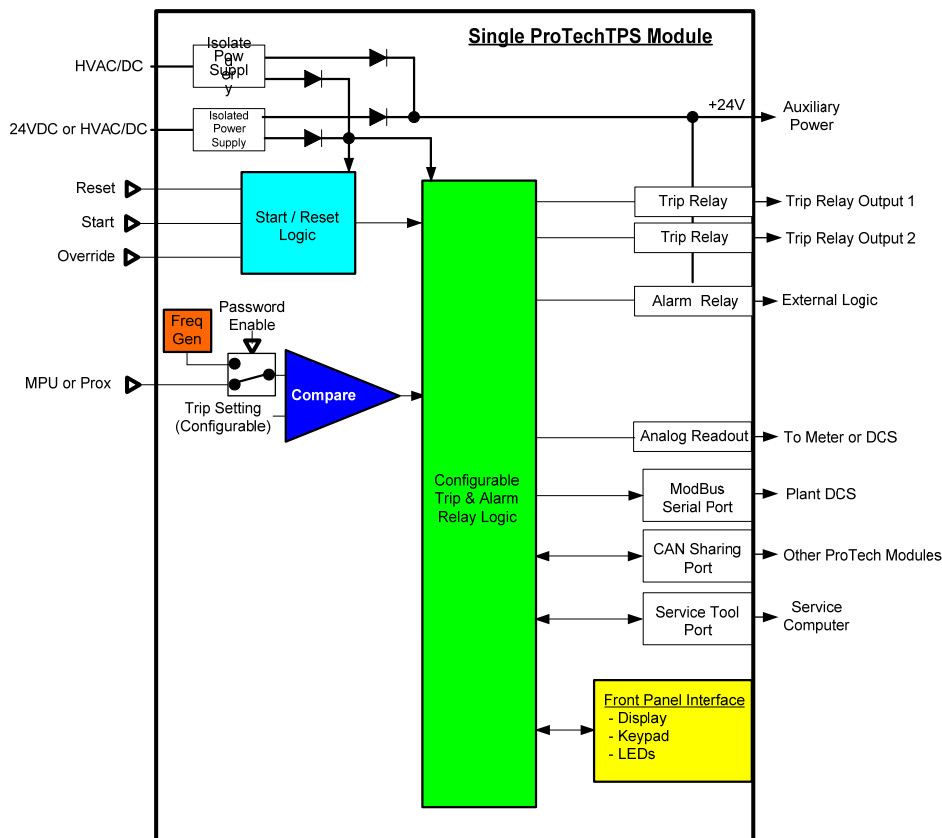 Single ProTechTPS Module
HVAC/DC
Isolate
d
Pow
er
Suppl
y
24VDC or HVAC/DC
Isolated
Power
Supply
+24V
Auxiliary
Power
Reset
Start
Override
Start / Reset
Logic
Trip Relay
Trip Relay Output 1
Trip Relay
Trip Relay Output 2
Alarm Relay
External Logic
Freq
Gen
Password
Enable
MPU or Prox
Trip Setting
(Configurable)
Compare
Configurable
Trip & Alarm
Relay Logic
Analog Readout
To Meter or DCS
ModBus
Serial Port
Plant DCS
CAN Sharing
Port
Other ProTech Modules
Service Tool
Port
Service
Computer
Front Panel Interface
- Display
- Keypad
- LEDs